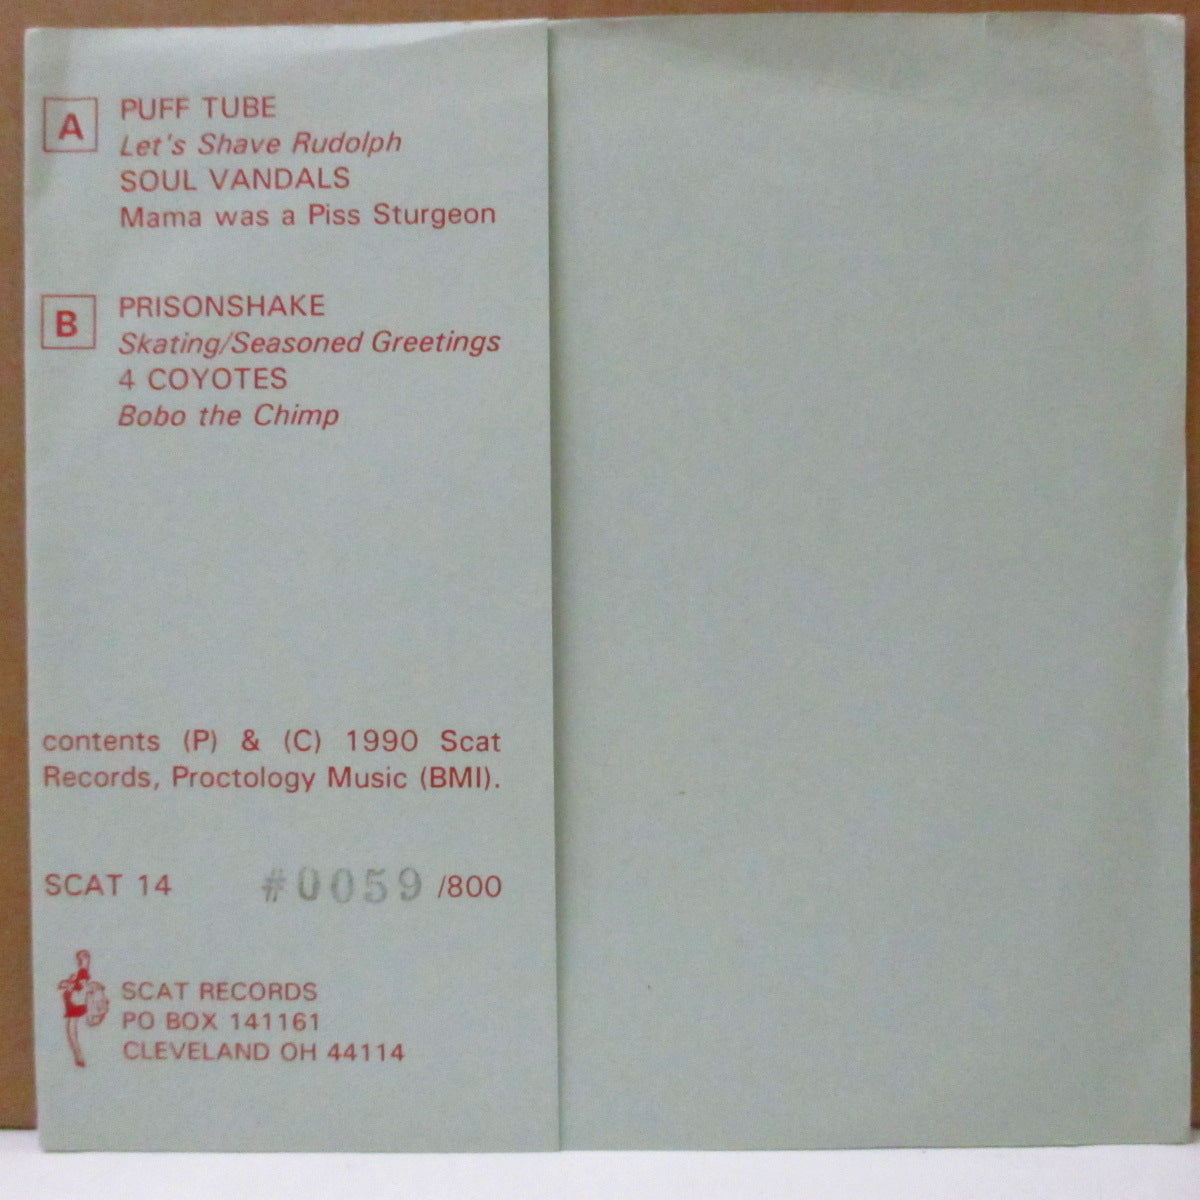 A
PUFF TUBE
Let's Shave Rudolph
SOUL VANDALS
Mama was a Piss Sturgeon
B
PRISONSHAKE
Skating/Seasoned Greetings
4 COYOTES
Bobo the Chimp
contents (P) & (C) 1990 Scat
Records, Proctology Music (BMI).
SCAT 14 #0059 /800
SCAT RECORDS
PO BOX 141161
CLEVELAND OH 44114